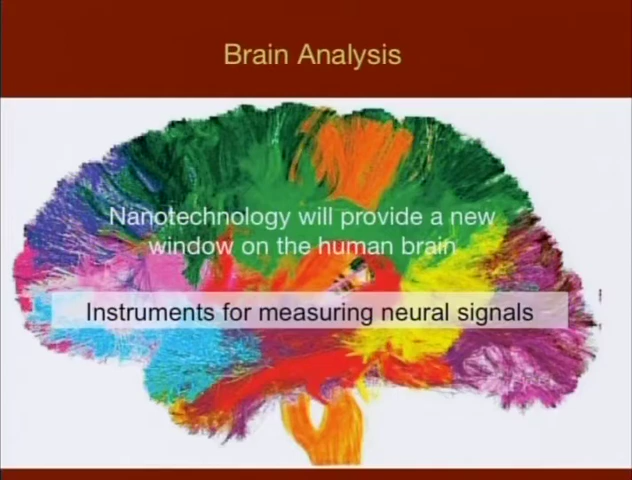 Brain Analysis
Nanotechnology will provide a new
window on the human brain
Instruments for measuring neural signals